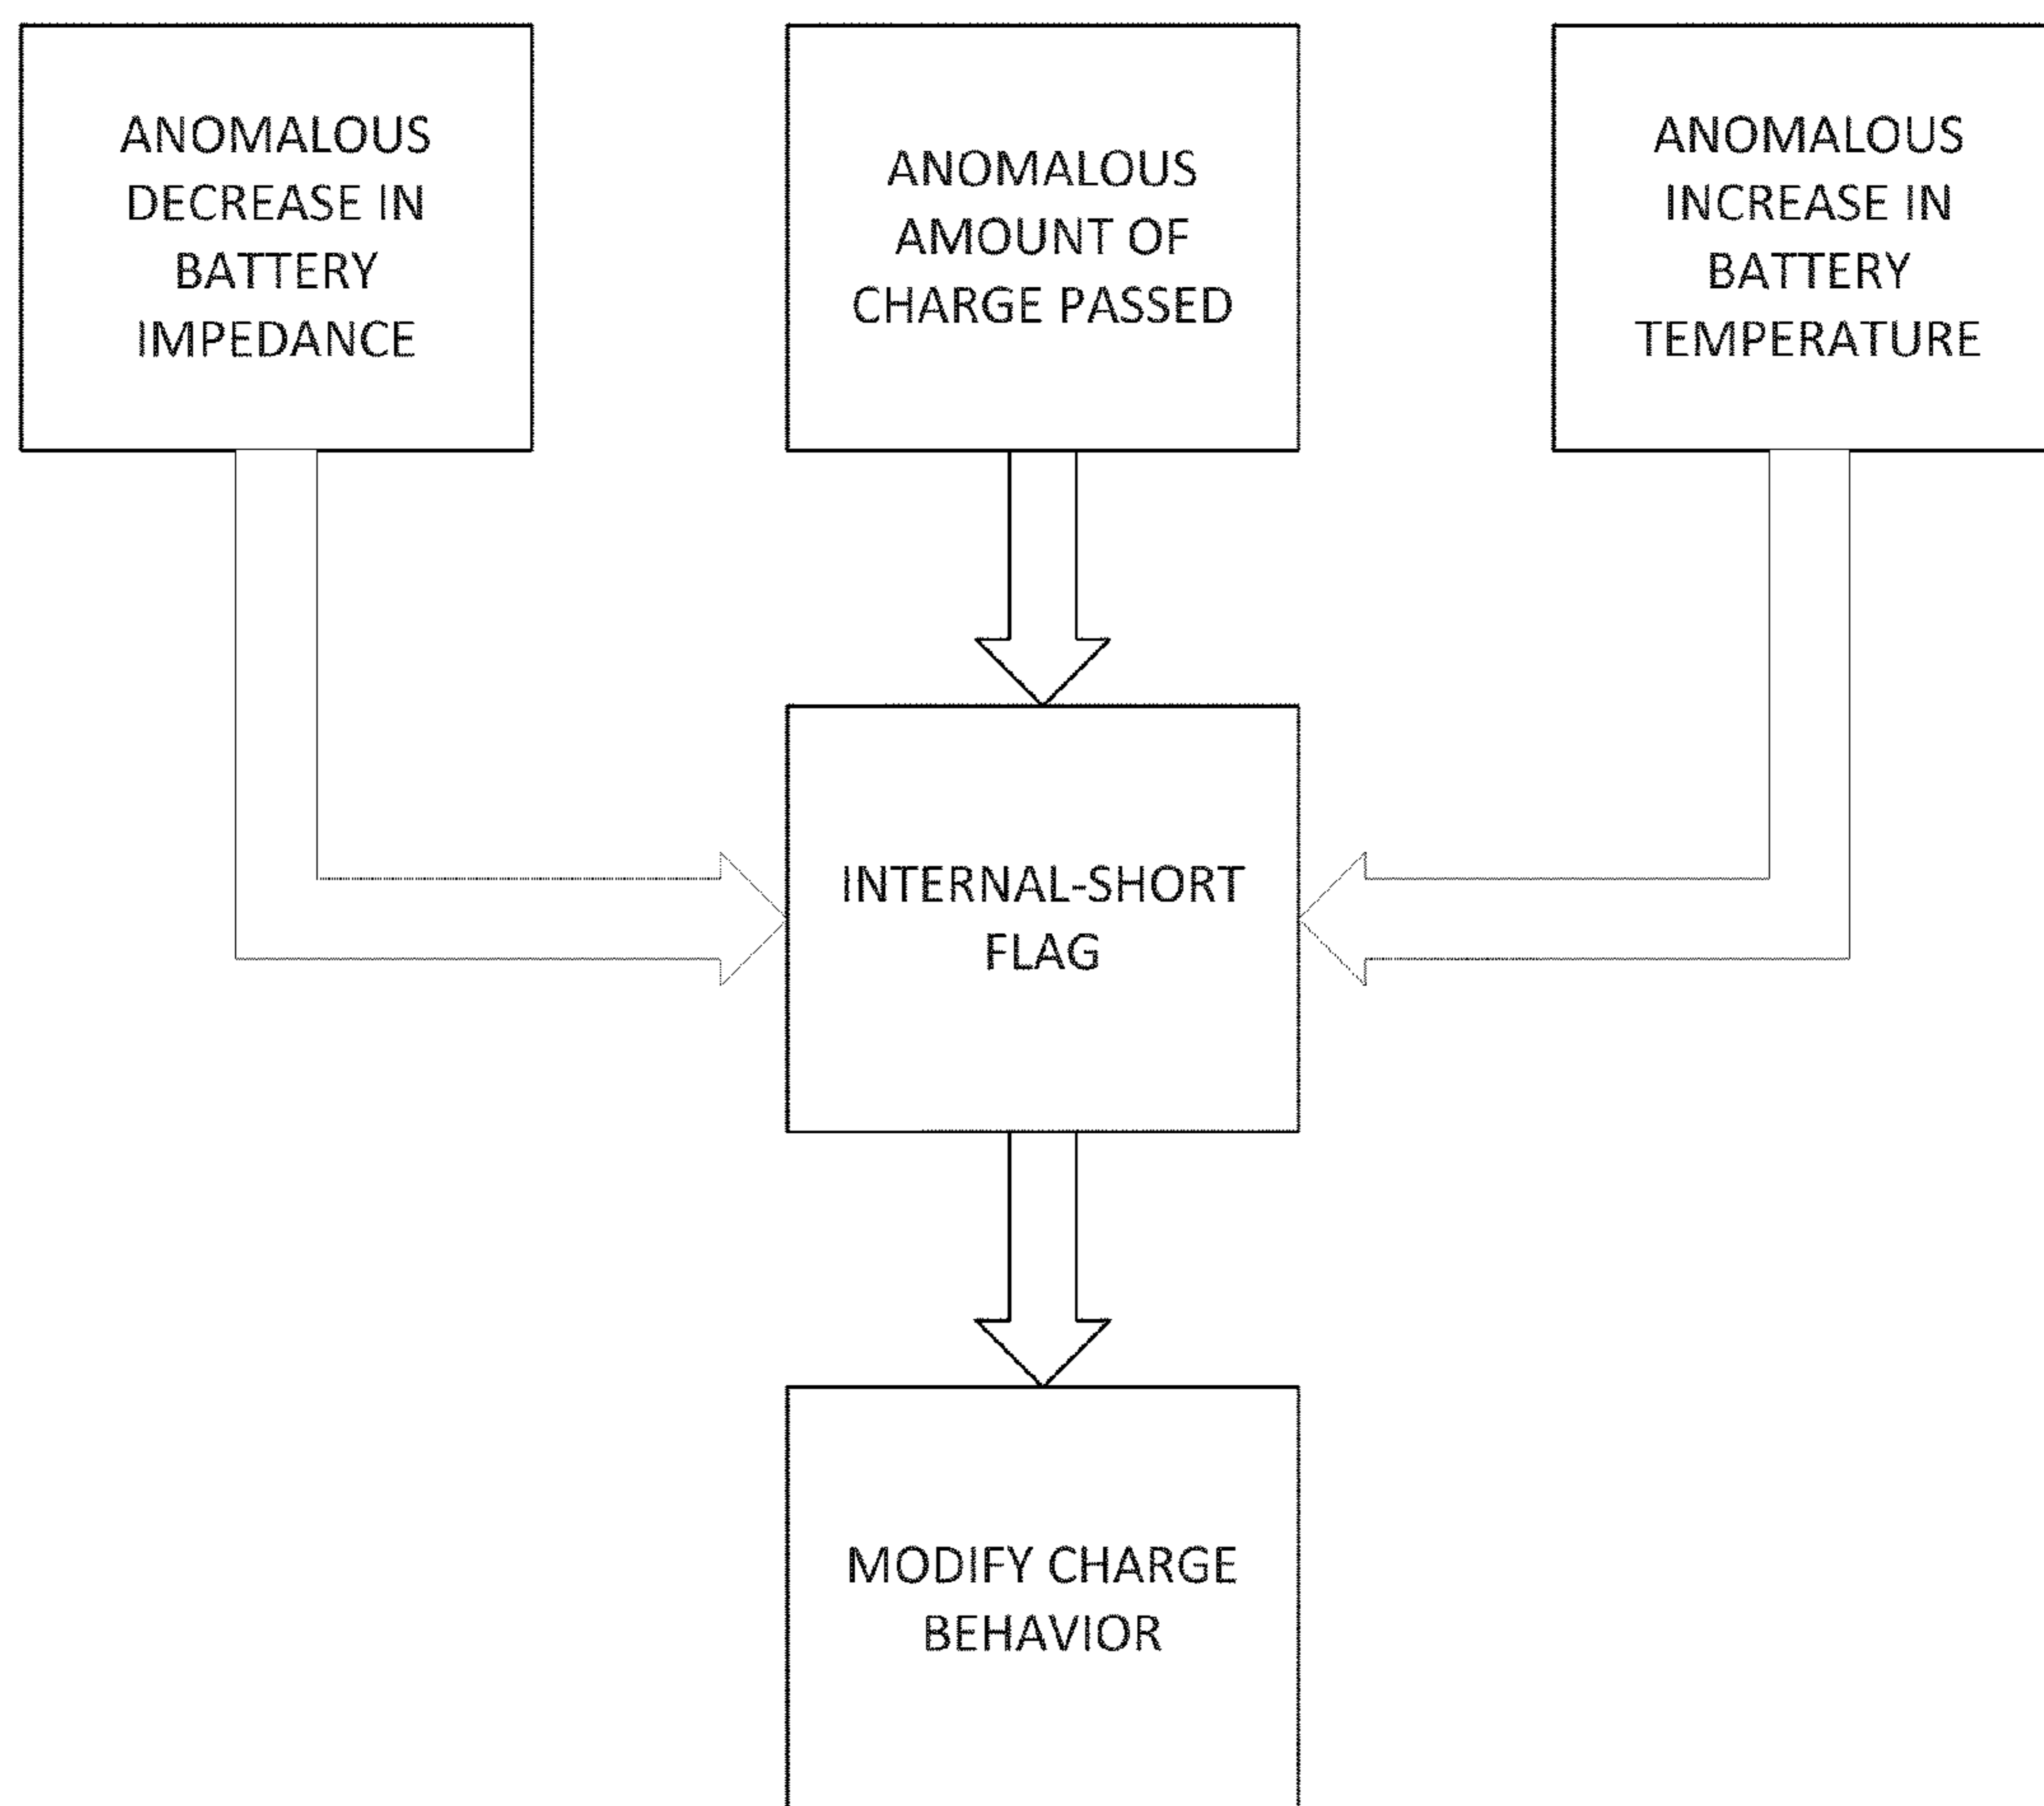 ANOMALOUS
DECREASE IN
BATTERY
IMPEDANCE
ANOMALOUS
AMOUNT OF
CHARGE PASSED
ANOMALOUS
INCREASE IN
BATTERY
TEMPERATURE
INTERNAL-SHORT
FLAG
MODIFY CHARGE
BEHAVIOR